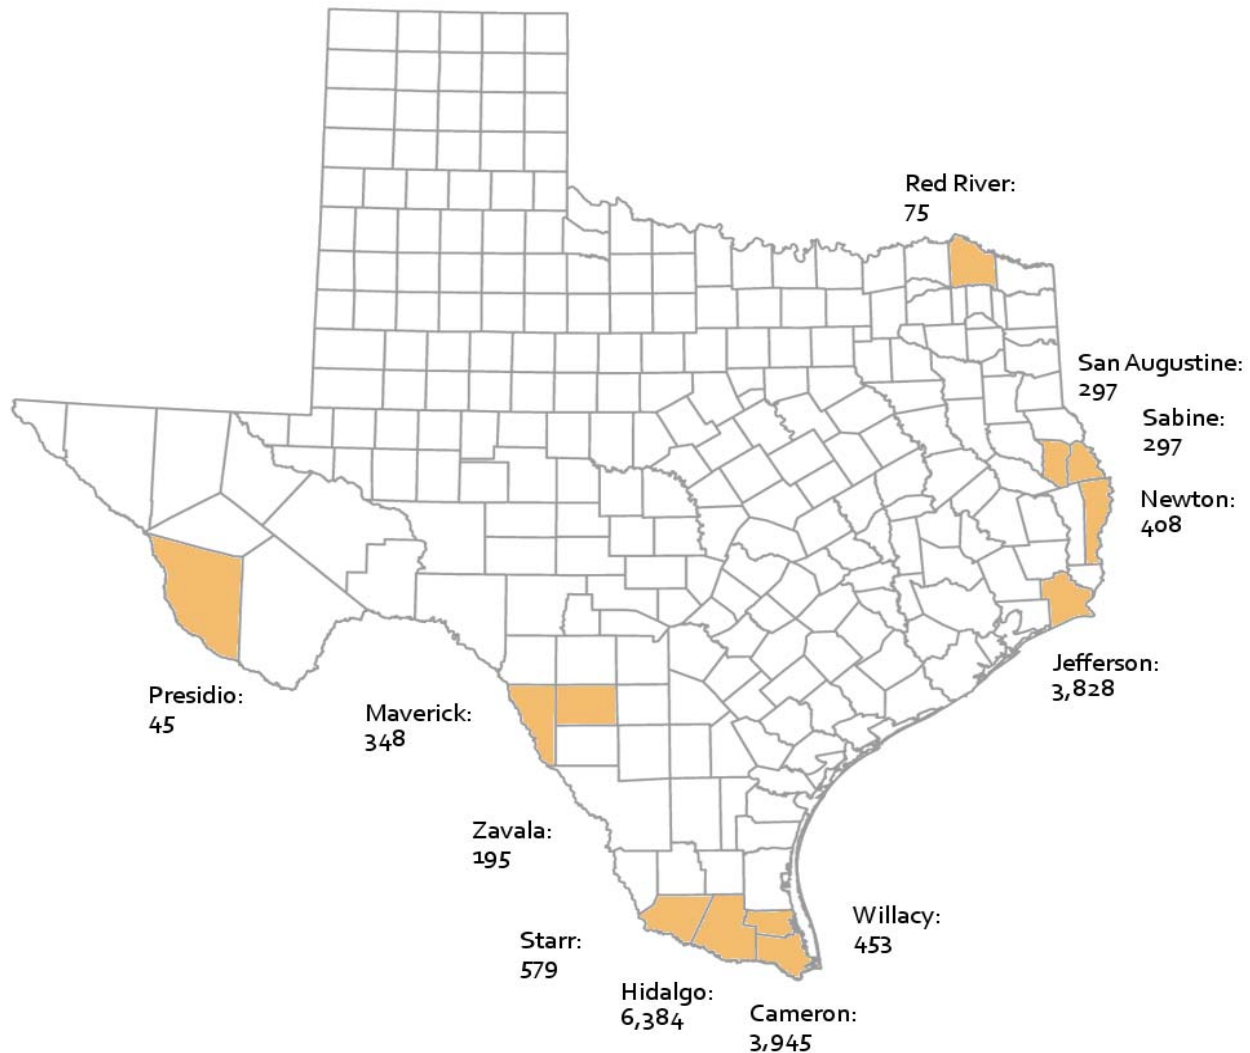 Red River:
75
San Augustine:
297
Sabine:
297
Newton:
408
Jefferson:
3,828
Presidio:
45
Maverick:
348
Zavala:
195
Starr:
579
Hidalgo:
6,384
Cameron:
3,945
Willacy:
453